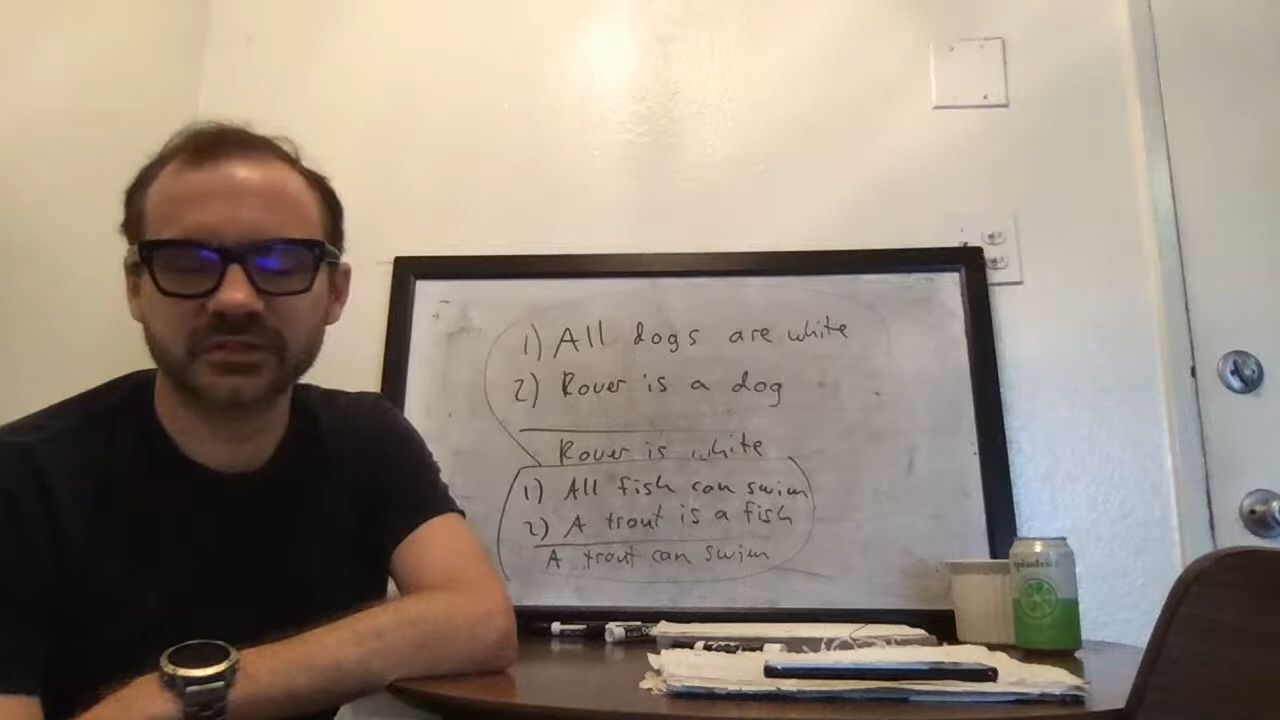 1) All dogs are white
2) Rover is a dog
Rover is white
1) All fish can swim
2) A trout is a fish
A trout can swim
spindrift